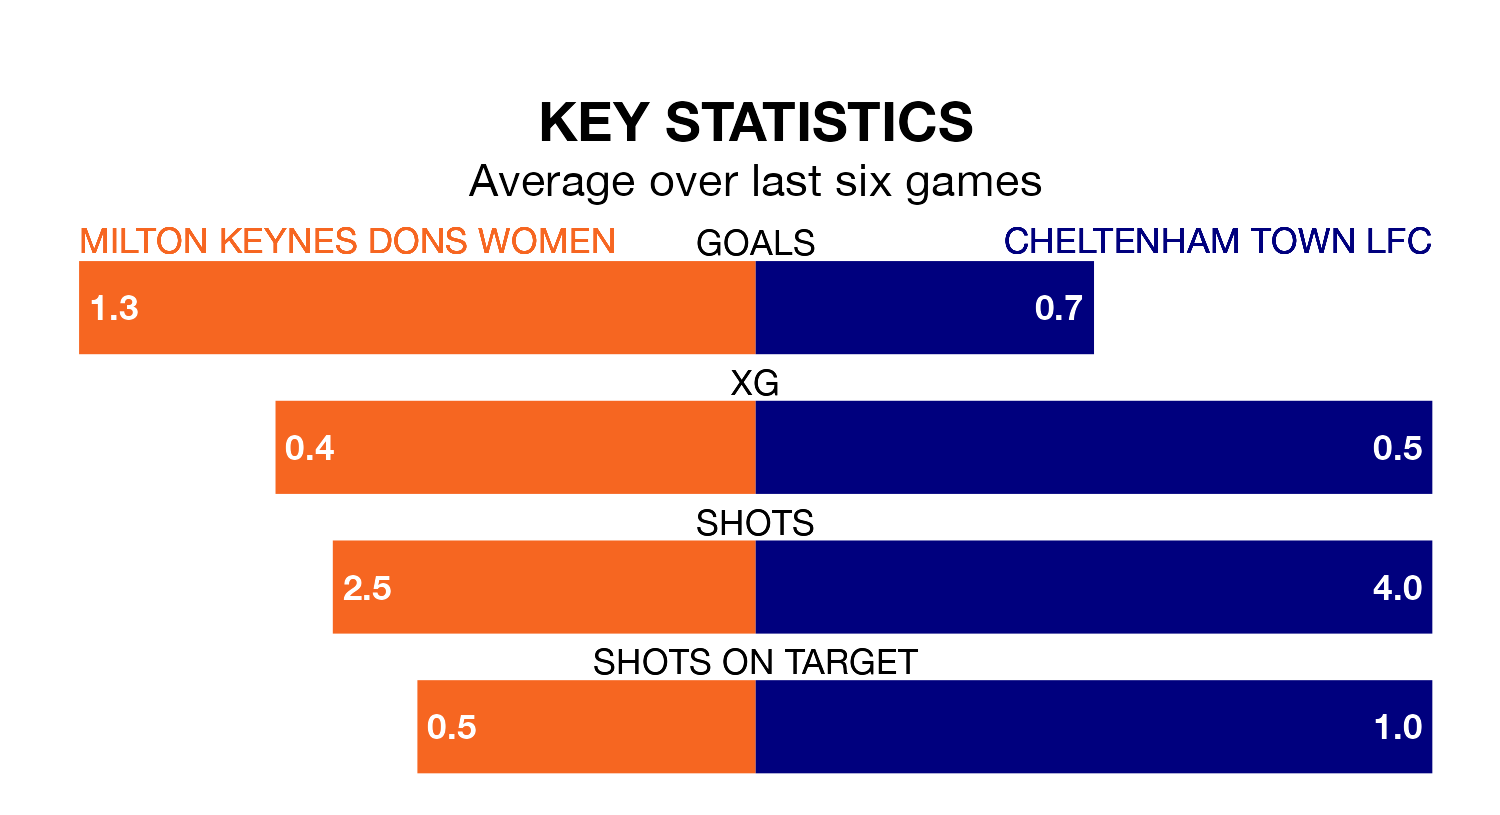 KEY STATISTICS
Average over last six games
MILTON KEYNES DONS WOMEN GOALS CHELTENHAM TOWN LFC
1.3 0.7
XG
0.4 0.5
SHOTS
2.5 4.0
SHOTS ON TARGET
0.5 1.0